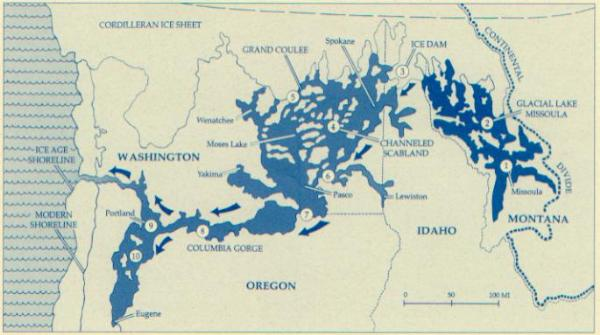 CORDILLERAN ICE SHEET
Spokane
GRAND COULEE
ICE DAM
CONTINENTAL
3
5
GLACIAL LAKE
MISSOULA
2
Wenatchee
4
Moses Lake
CHANNELED
SCABLAND
ICE AGE
SHORELINE
WASHINGTON
1
DIVIDE
Yakima
6
Pasco
Lewiston
Missoula
MODERN
SHORELINE
Portland
7
MONTANA
9
8
IDAHO
COLUMBIA GORGE
10
OREGON
0 50 100 MI
Eugene